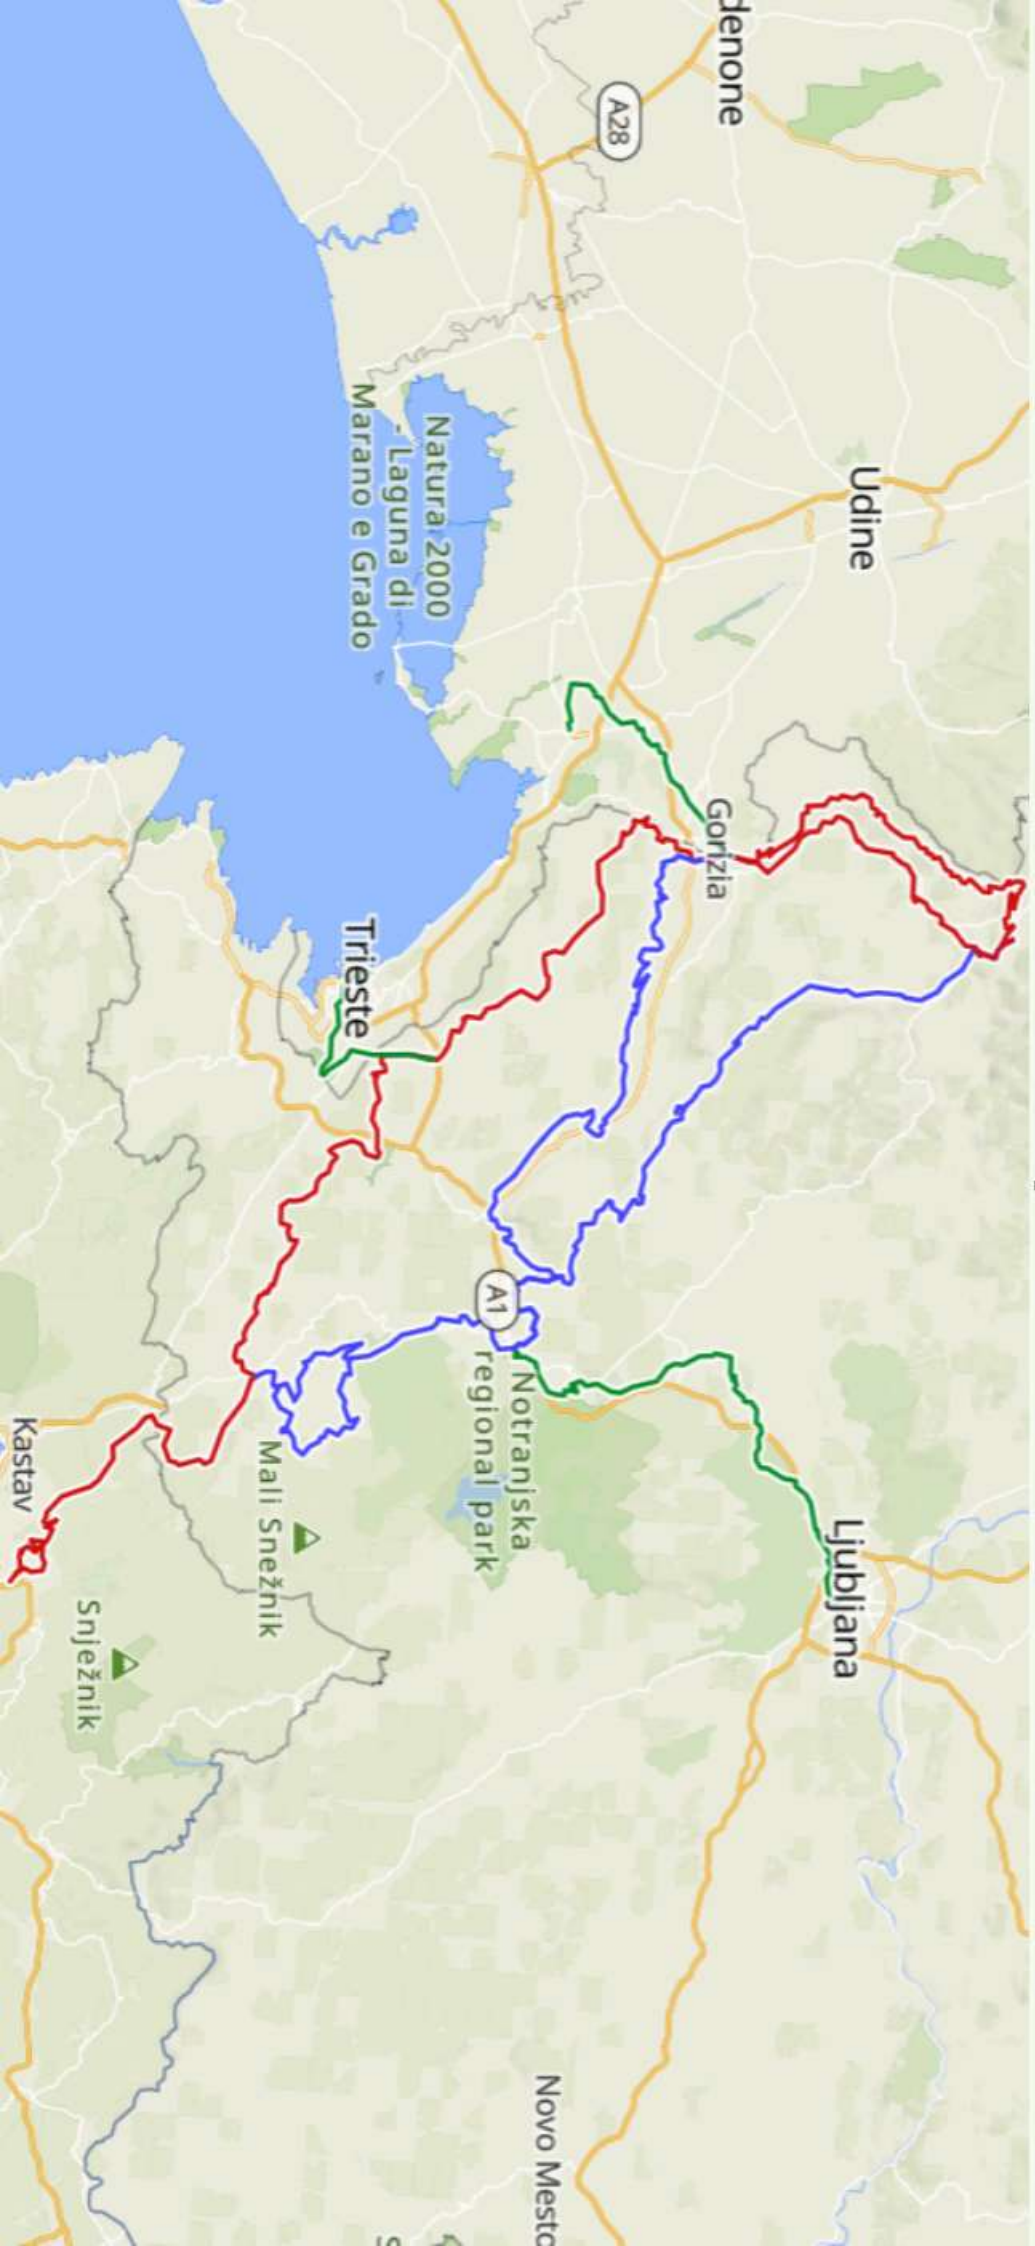 denone
A28
Udine
Natura 2000
- Laguna di
Marano e Grado
Gorizia
Trieste
A1
Notranjska
regional park
Ljubljana
Mali Snežnik
Kastav
Snježnik
Novo Mesto